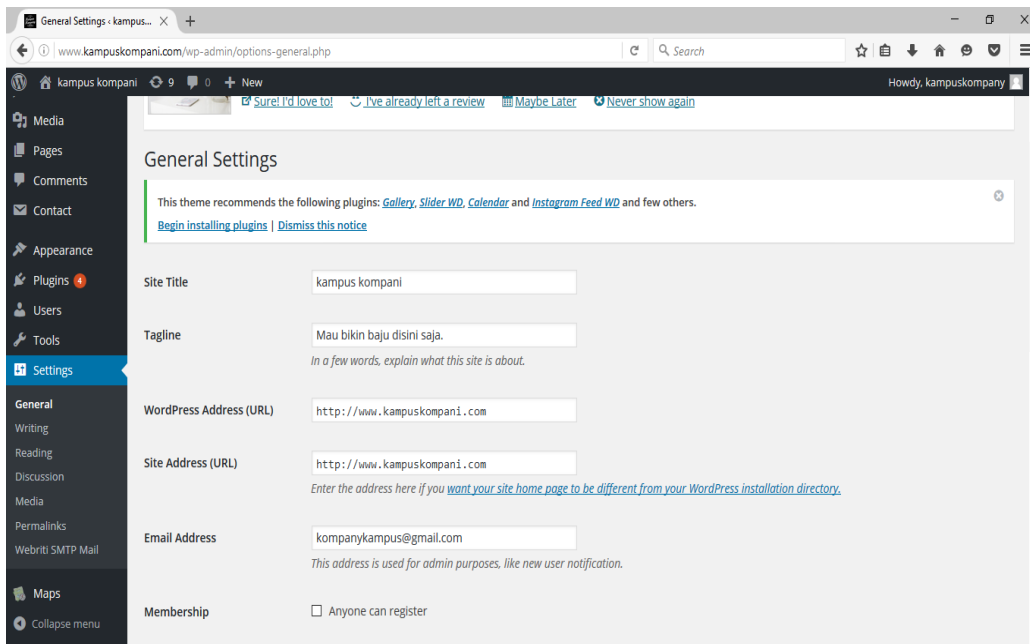 General Settings ‹ kampus...
www.kampuskompani.com/wp-admin/options-general.php
Search
kampus kompani 9 0 + New Howdy, kampuskompany
Sure! I'd love to! I've already left a review Maybe Later Never show again
Media
Pages
Comments
Contact
Appearance
Plugins 4
Users
Tools
Settings
General
Writing
Reading
Discussion
Media
Permalinks
Webriti SMTP Mail
Maps
Collapse menu
General Settings
This theme recommends the following plugins: Gallery, Slider WD, Calendar and Instagram Feed WD and few others.
Begin installing plugins | Dismiss this notice
Site Title kampus kompani
Tagline Mau bikin baju disini saja.
In a few words, explain what this site is about.
WordPress Address (URL) http://www.kampuskompani.com
Site Address (URL) http://www.kampuskompani.com
Enter the address here if you want your site home page to be different from your WordPress installation directory.
Email Address kompanykampus@gmail.com
This address is used for admin purposes, like new user notification.
Membership Anyone can register